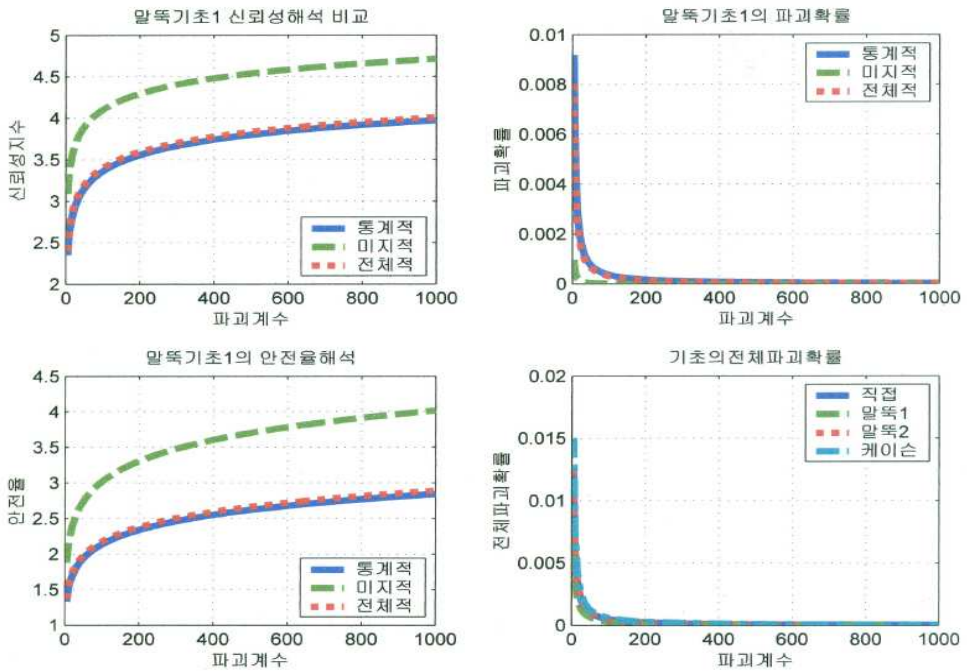 말뚝기초1 신뢰성해석 비교
5
4.5
4
3.5
3
2.5
2
신뢰성지수
통계적
미지적
전체적
0 200 400 600 800 1000
파괴계수
말뚝기초1의 파괴확률
0.01
0.008
0.006
0.004
0.002
0
파괴확률
통계적
미지적
전체적
0 200 400 600 800 1000
파괴계수
말뚝기초1의 안전율해석
4.5
4
3.5
3
2.5
2
1.5
1
안전율
통계적
미지적
전체적
0 200 400 600 800 1000
파괴계수
기초의전체파괴확률
0.02
0.015
0.01
0.005
0
전체파괴확률
직접
말뚝1
말뚝2
케이슨
0 200 400 600 800 1000
파괴계수